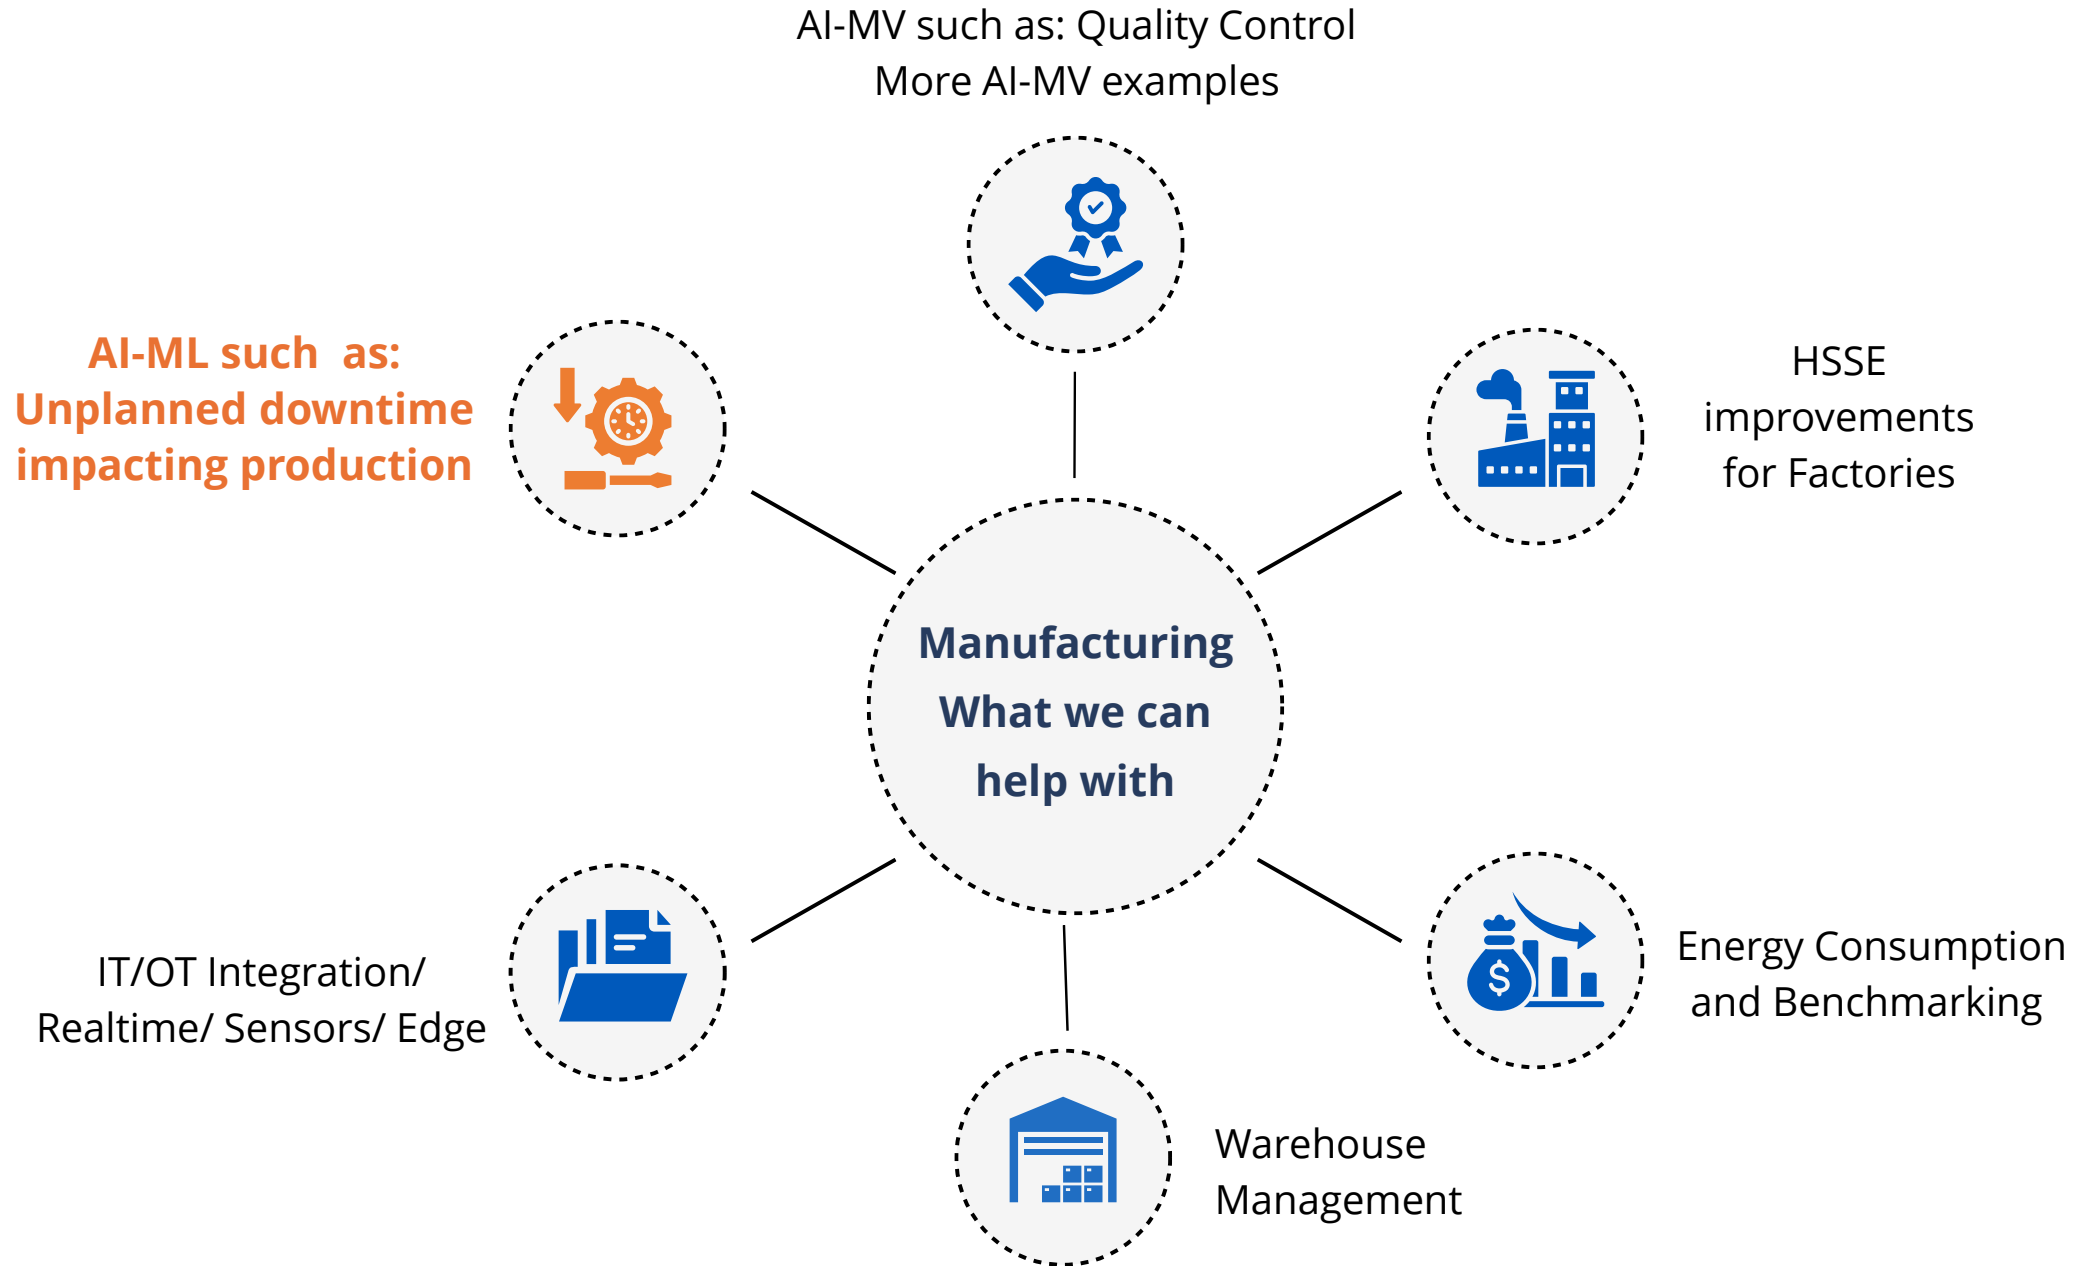 AI-MV such as: Quality Control
More AI-MV examples
AI-ML such  as:
Unplanned downtime
impacting production
HSSE
improvements
for Factories
Manufacturing
What we can
help with
IT/OT Integration/
Realtime/ Sensors/ Edge
Energy Consumption
and Benchmarking
$
Warehouse
Management